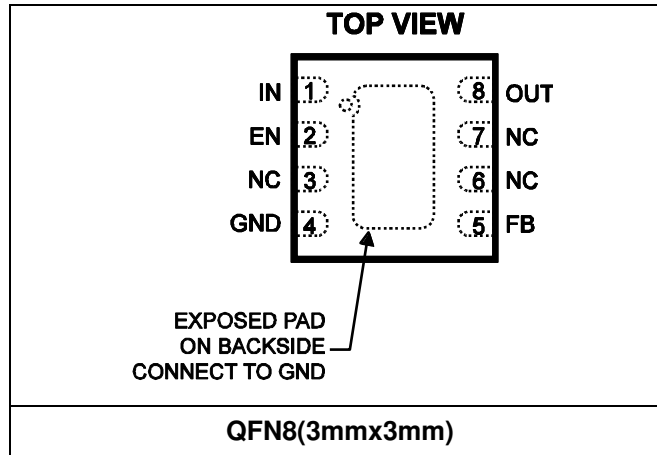 TOP VIEW
IN 1 8 OUT
EN 2 7 NC
NC 3 6 NC
GND 4 5 FB
EXPOSED PAD
ON BACKSIDE
CONNECT TO GND
QFN8(3mmx3mm)